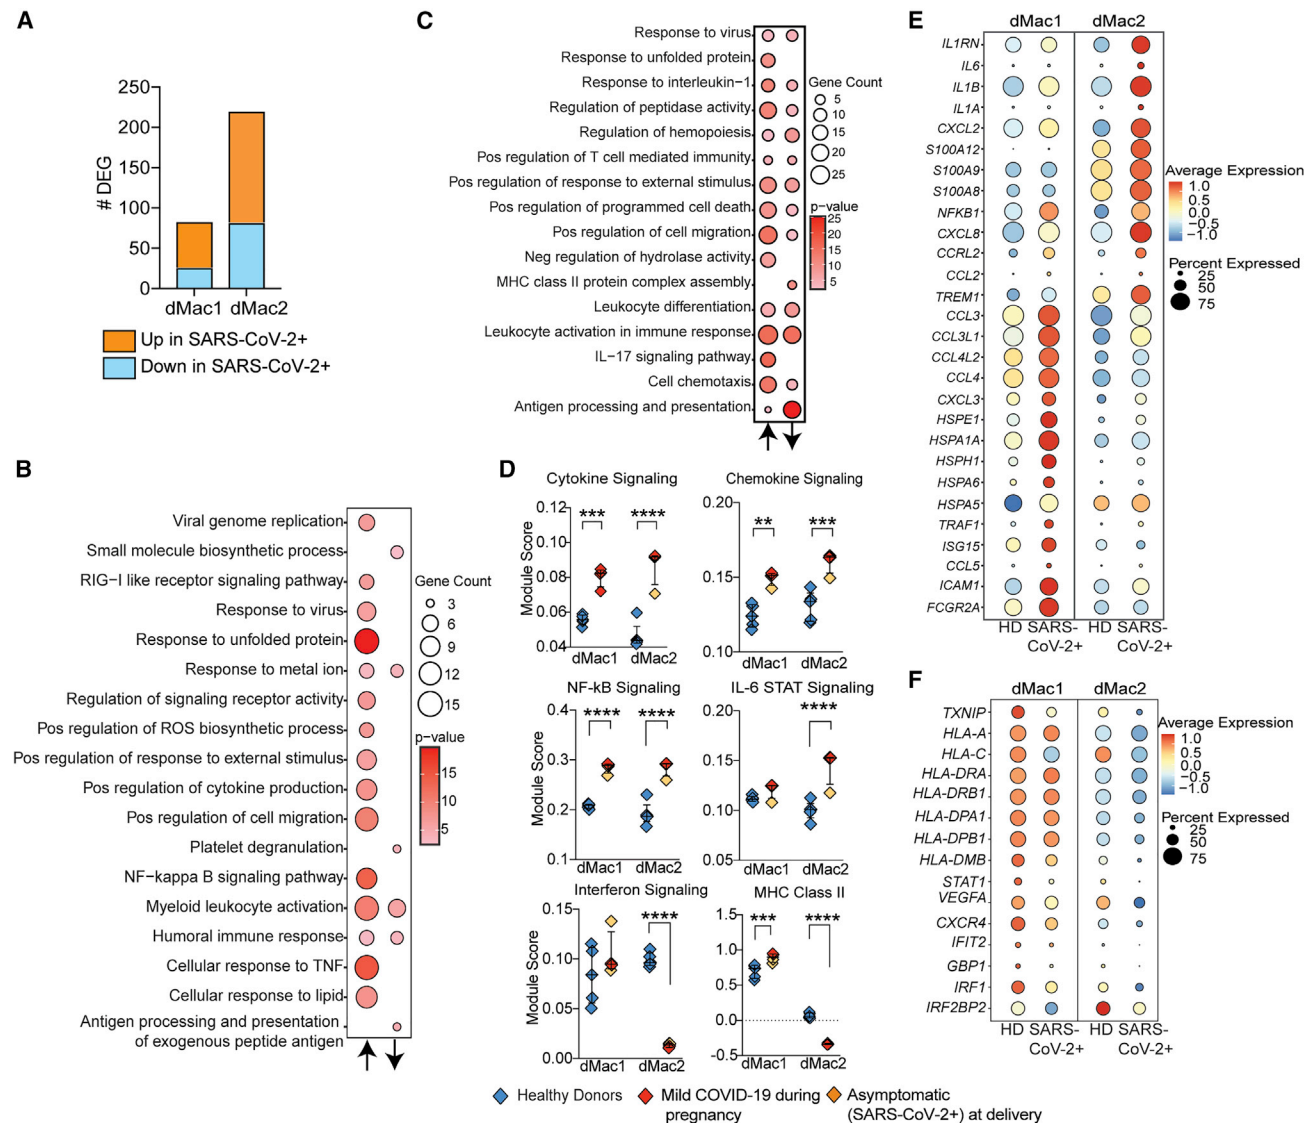 A
# DEG
250
200
150
100
50
0
dMac1 dMac2
Up in SARS-CoV-2+
Down in SARS-CoV-2+
B
Viral genome replication
Small molecule biosynthetic process
RIG-I like receptor signaling pathway
Response to virus
Response to unfolded protein
Response to metal ion
Regulation of signaling receptor activity
Pos regulation of ROS biosynthetic process
Pos regulation of response to external stimulus
Pos regulation of cytokine production
Pos regulation of cell migration
Platelet degranulation
NF-kappa B signaling pathway
Myeloid leukocyte activation
Humoral immune response
Cellular response to TNF
Cellular response to lipid
Antigen processing and presentation
of exogenous peptide antigen
Gene Count
3
6
9
12
15
p-value
15
10
5
C
Response to virus
Response to unfolded protein
Response to interleukin-1
Regulation of peptidase activity
Regulation of hemopoiesis
Pos regulation of T cell mediated immunity
Pos regulation of response to external stimulus
Pos regulation of programmed cell death
Pos regulation of cell migration
Neg regulation of hydrolase activity
MHC class II protein complex assembly
Leukocyte differentiation
Leukocyte activation in immune response
IL-17 signaling pathway
Cell chemotaxis
Antigen processing and presentation
Gene Count
5
10
15
20
25
p-value
25
20
15
10
5
D
Cytokine Signaling
Module Score
0.12
0.10
0.08
0.06
0.04
*** ****
dMac1 dMac2
Chemokine Signaling
0.20
0.15
0.10
** ***
dMac1 dMac2
NF-kB Signaling
Module Score
0.4
0.3
0.2
0.1
**** ****
dMac1 dMac2
IL-6 STAT Signaling
0.20
0.15
0.10
0.05
****
dMac1 dMac2
Interferon Signaling
Module Score
0.15
0.10
0.05
0.00
****
dMac1 dMac2
MHC Class II
1.5
1.0
0.5
0.0
-0.5
*** ****
dMac1 dMac2
Healthy Donors
Mild COVID-19 during
pregnancy
Asymptomatic
(SARS-CoV-2+) at delivery
E
dMac1 dMac2
IL1RN
IL6
IL1B
IL1A
CXCL2
S100A12
S100A9
S100A8
NFKB1
CXCL8
CCRL2
CCL2
TREM1
CCL3
CCL3L1
CCL4L2
CCL4
CXCL3
HSPE1
HSPA1A
HSPH1
HSPA6
HSPA5
TRAF1
ISG15
CCL5
ICAM1
FCGR2A
HD SARS-CoV-2+ HD SARS-CoV-2+
Average Expression
1.0
0.5
0.0
-0.5
-1.0
Percent Expressed
25
50
75
F
dMac1 dMac2
TXNIP
HLA-A
HLA-C
HLA-DRA
HLA-DRB1
HLA-DPA1
HLA-DPB1
HLA-DMB
STAT1
VEGFA
CXCR4
IFIT2
GBP1
IRF1
IRF2BP2
HD SARS-CoV-2+ HD SARS-CoV-2+
Average Expression
1.0
0.5
0.0
-0.5
-1.0
Percent Expressed
25
50
75